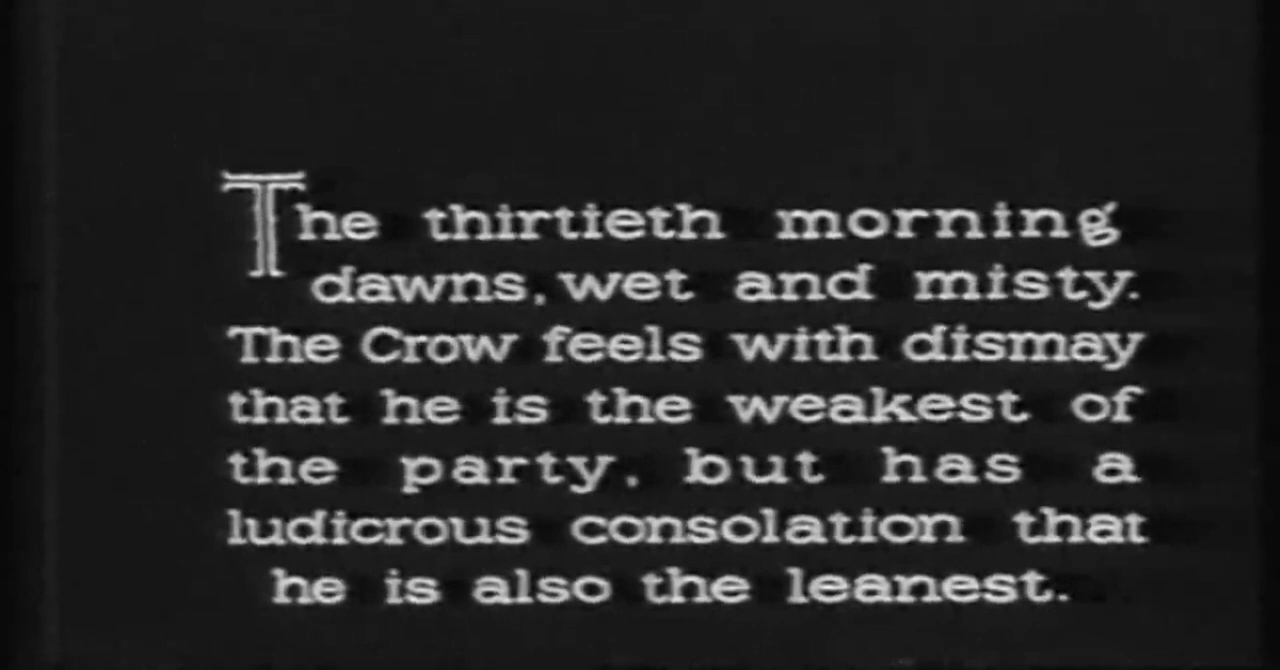 The thirtieth morning
dawns, wet and misty.
The Crow feels with dismay
that he is the weakest of
the party, but has a
ludicrous consolation that
he is also the leanest.